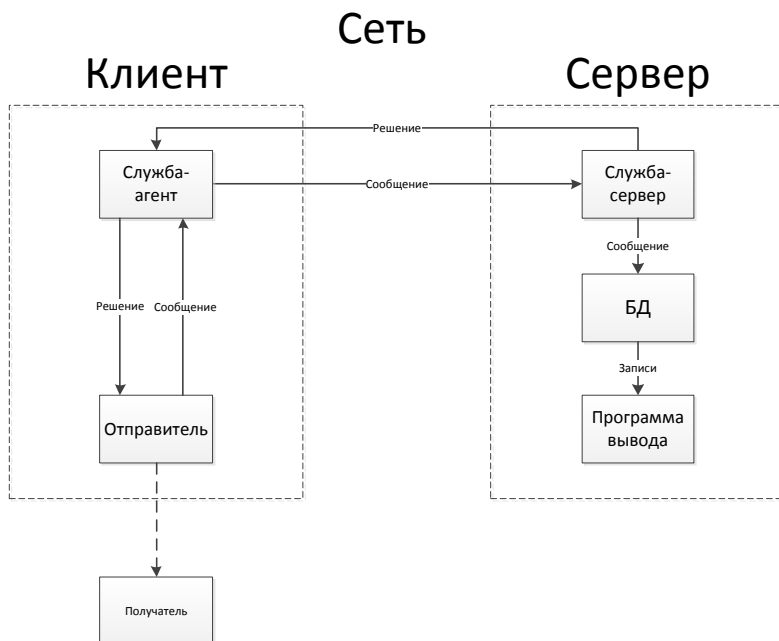 Сеть
Клиент
Сервер
Решение
Служба-
агент
Сообщение
Служба-
сервер
Сообщение
БД
Решение
Сообщение
Записи
Отправитель
Программа
вывода
Получатель